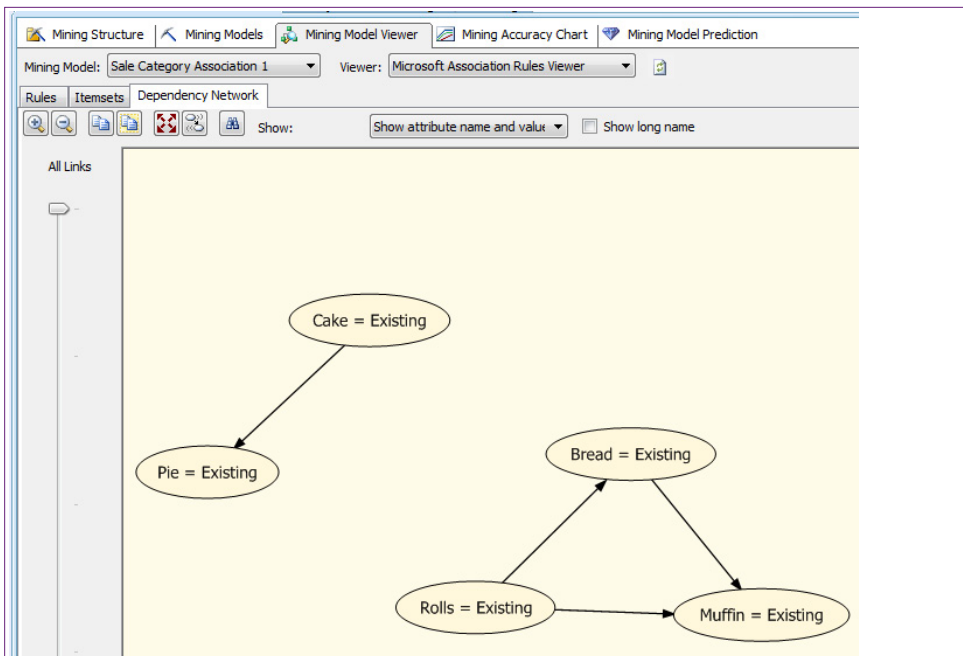 Mining Structure Mining Models Mining Model Viewer Mining Accuracy Chart Mining Model Prediction
Mining Model: Sale Category Association 1 Viewer: Microsoft Association Rules Viewer
Rules Itemsets Dependency Network
Show: Show attribute name and value Show long name
All Links
Cake = Existing
Bread = Existing
Pie = Existing
Rolls = Existing
Muffin = Existing